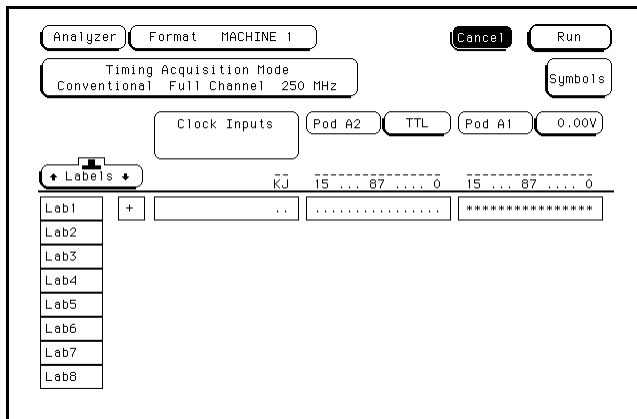 Analyzer Format MACHINE 1 Cancel Run
Timing Acquisition Mode
Conventional Full Channel 250 MHz
Symbols
Clock Inputs Pod A2 TTL Pod A1 0.00V
↑ Labels ↓
KJ 15 ... 87 .... 0 15 ... 87 .... 0
Lab1 + .. ................ ****************
Lab2
Lab3
Lab4
Lab5
Lab6
Lab7
Lab8